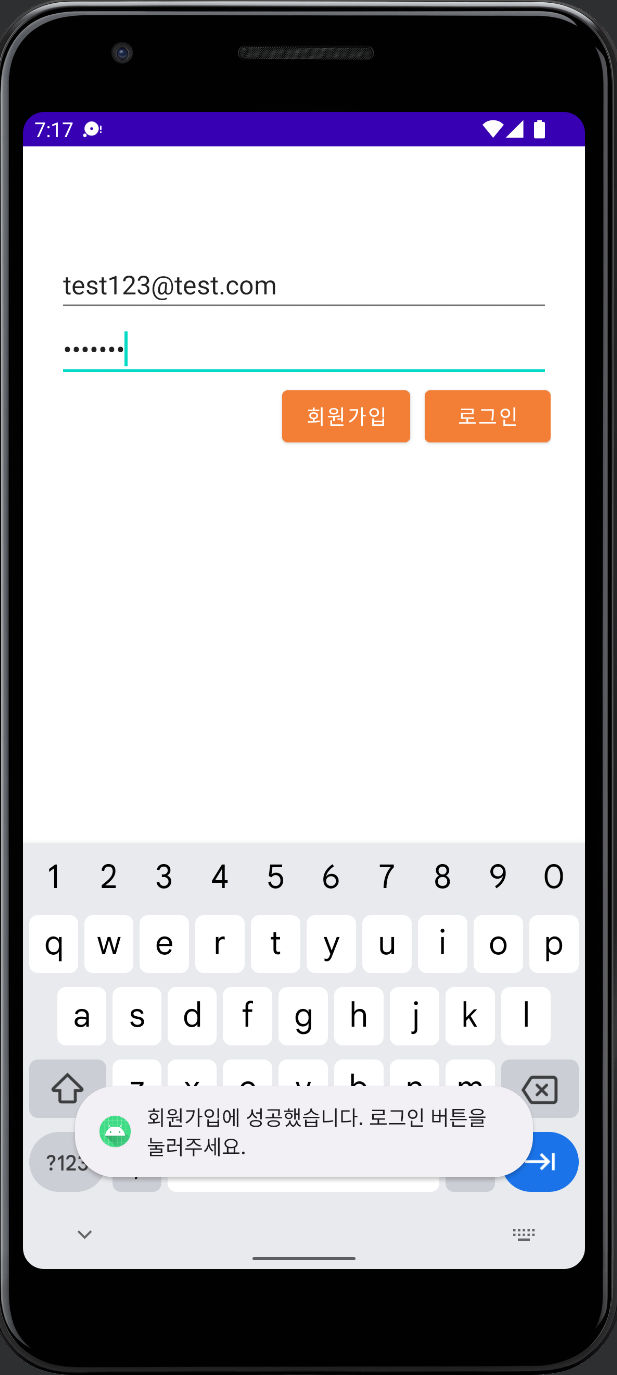 7:17
test123@test.com
•••••••
회원가입 로그인
1 2 3 4 5 6 7 8 9 0
q w e r t y u i o p
a s d f g h j k l
z x c v b n m
회원가입에 성공했습니다. 로그인 버튼을
눌러주세요.
?123